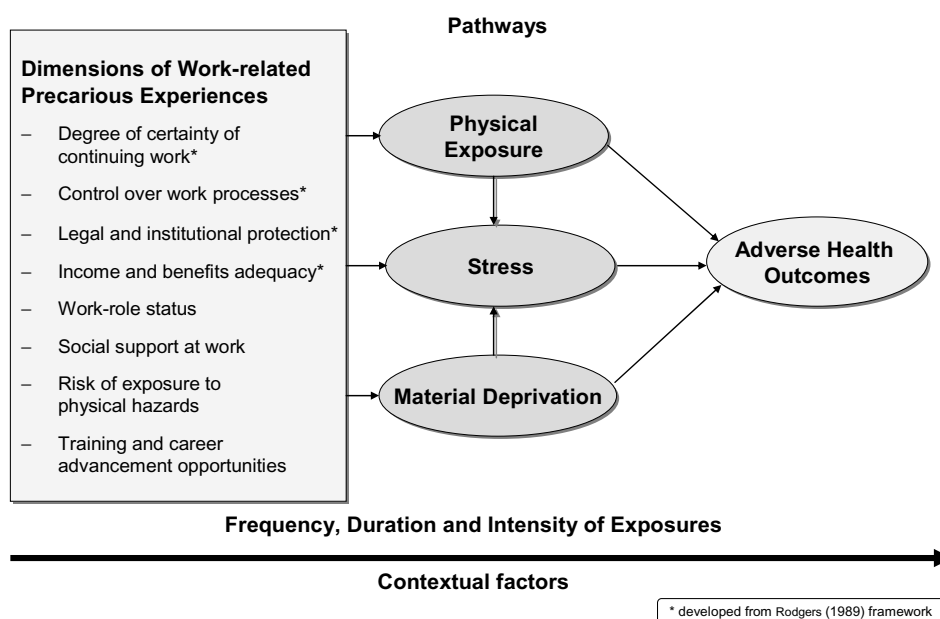 Pathways
Dimensions of Work-related
Precarious Experiences
– Degree of certainty of
continuing work*
– Control over work processes*
– Legal and institutional protection*
– Income and benefits adequacy*
– Work-role status
– Social support at work
– Risk of exposure to
physical hazards
– Training and career
advancement opportunities
Physical
Exposure
Stress
Material Deprivation
Adverse Health
Outcomes
Frequency, Duration and Intensity of Exposures
Contextual factors
* developed from Rodgers (1989) framework